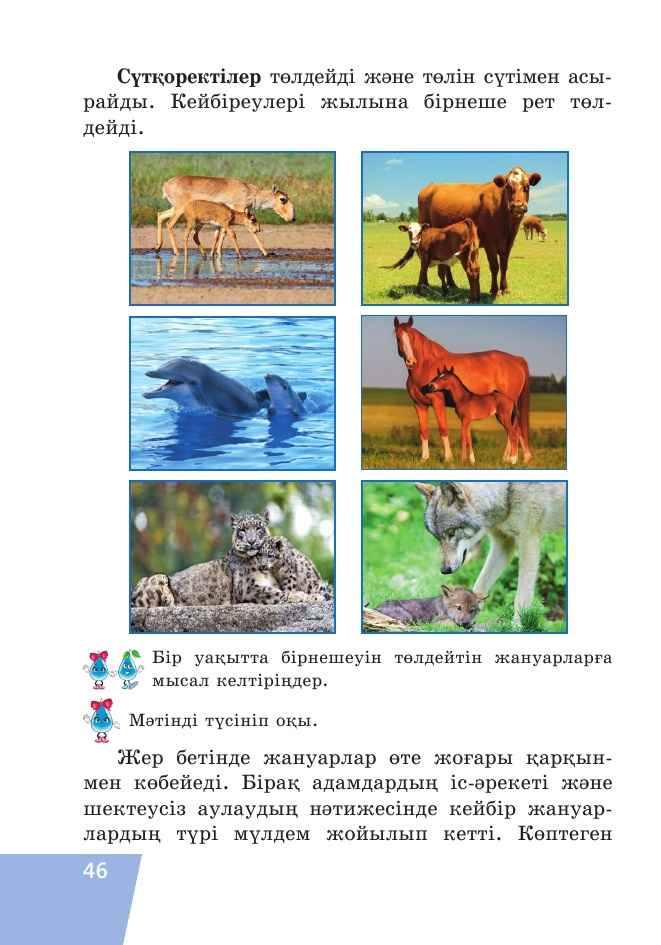 Сүтқоректілер төлдейді және төлін сүтімен асы-
райды. Кейбіреулері жылына бірнеше рет төл-
дейді.
Бір уақытта бірнешеуін төлдейтін жануарларға
мысал келтіріңдер.
Мәтінді түсініп оқы.
Жер бетінде жануарлар өте жоғары қарқын-
мен көбейеді. Бірақ адамдардың іс-әрекеті және
шектеусіз аулаудың нәтижесінде кейбір жануар-
лардың түрі мүлдем жойылып кетті. Көптеген
46